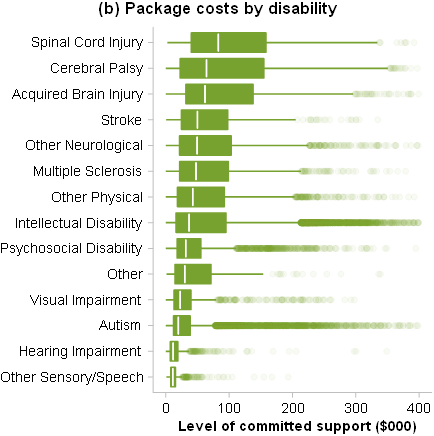 (b) Package costs by disability
Spinal Cord Injury
Cerebral Palsy
Acquired Brain Injury
Stroke
Other Neurological
Multiple Sclerosis
Other Physical
Intellectual Disability
Psychosocial Disability
Other
Visual Impairment
Autism
Hearing Impairment
Other Sensory/Speech
0 100 200 300 400
Level of committed support ($000)